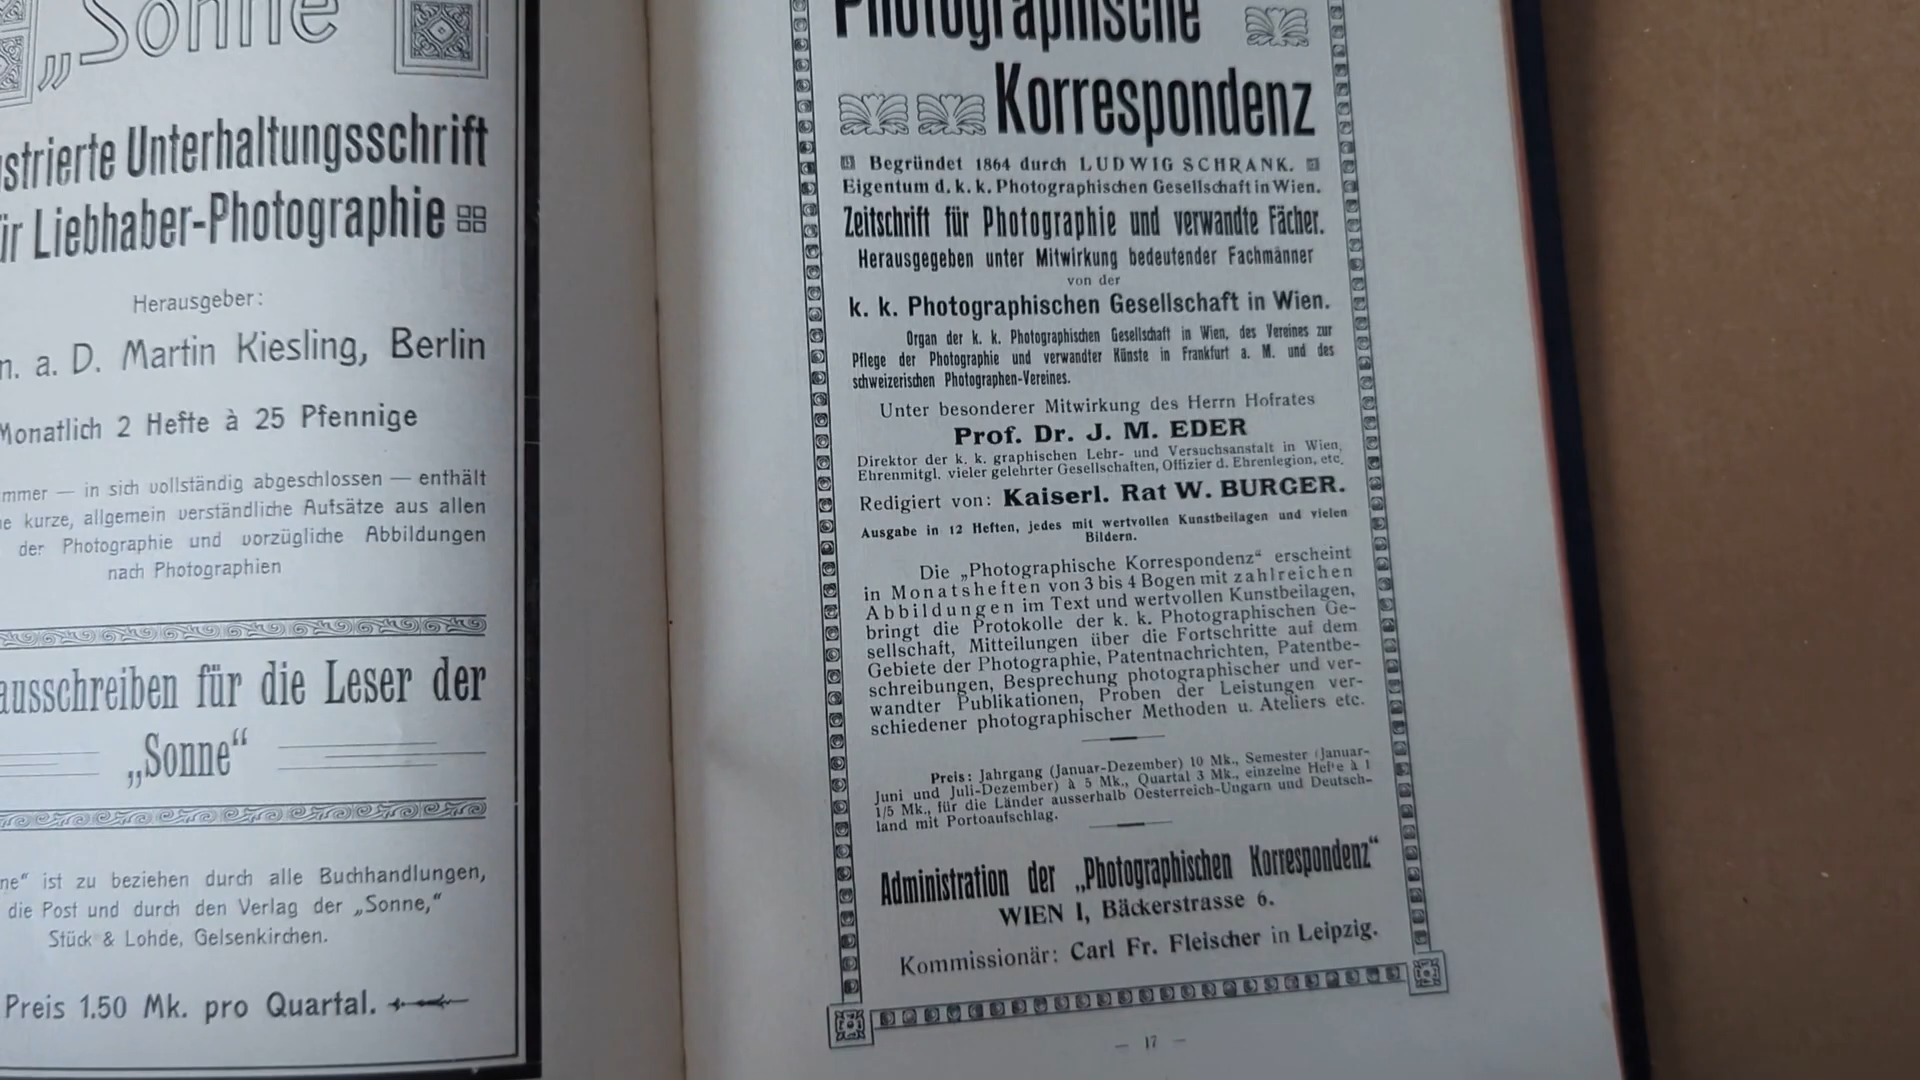 „Sonne
Unterhaltungsschrift
Liebhaber-Photographie
Herausgeber:
a. D. Martin Kiesling, Berlin
Monatlich 2 Hefte à 25 Pfennige
— in sich vollständig abgeschlossen — enthält
kurze, allgemein verständliche Aufsätze aus allen
der Photographie und vorzügliche Abbildungen
nach Photographien
ausschreiben für die Leser der
„Sonne“
ist zu beziehen durch alle Buchhandlungen,
die Post und durch den Verlag der „Sonne,“
Stück & Lohde, Gelsenkirchen.
Preis 1.50 Mk. pro Quartal.
Photographische
Korrespondenz
Begründet 1864 durch LUDWIG SCHRANK.
Eigentum d. k. k. Photographischen Gesellschaft in Wien.
Zeitschrift für Photographie und verwandte Fächer.
Herausgegeben unter Mitwirkung bedeutender Fachmänner
von der
k. k. Photographischen Gesellschaft in Wien.
Organ der k. k. Photographischen Gesellschaft in Wien, des Vereines zur
Pflege der Photographie und verwandter Künste in Frankfurt a. M. und des
schweizerischen Photographen-Vereines.
Unter besonderer Mitwirkung des Herrn Hofrates
Prof. Dr. J. M. EDER
Direktor der k. k. graphischen Lehr- und Versuchsanstalt in Wien,
Ehrenmitgl. vieler gelehrter Gesellschaften, Offizier d. Ehrenlegion, etc.
Redigiert von: Kaiserl. Rat W. BURGER.
Ausgabe in 12 Heften, jedes mit wertvollen Kunstbeilagen und vielen
Bildern.
Die „Photographische Korrespondenz“ erscheint
in Monatsheften von 3 bis 4 Bogen mit zahlreichen
Abbildungen im Text und wertvollen Kunstbeilagen,
bringt die Protokolle der k. k. Photographischen Ge-
sellschaft, Mitteilungen über die Fortschritte auf dem
Gebiete der Photographie, Patentnachrichten, Patentbe-
schreibungen, Besprechung photographischer und ver-
wandter Publikationen, Proben der Leistungen ver-
schiedener photographischer Methoden u. Ateliers etc.
Preis: Jahrgang (Januar-Dezember) 10 Mk., Semester (Januar-
Juni und Juli-Dezember) à 5 Mk., Quartal 3 Mk., einzelne Hefte à 1
1/5 Mk., für die Länder ausserhalb Oesterreich-Ungarn und Deutsch-
land mit Portoaufschlag.
Administration der „Photographischen Korrespondenz“
WIEN I, Bäckerstrasse 6.
Kommissionär: Carl Fr. Fleischer in Leipzig.
— 17 —